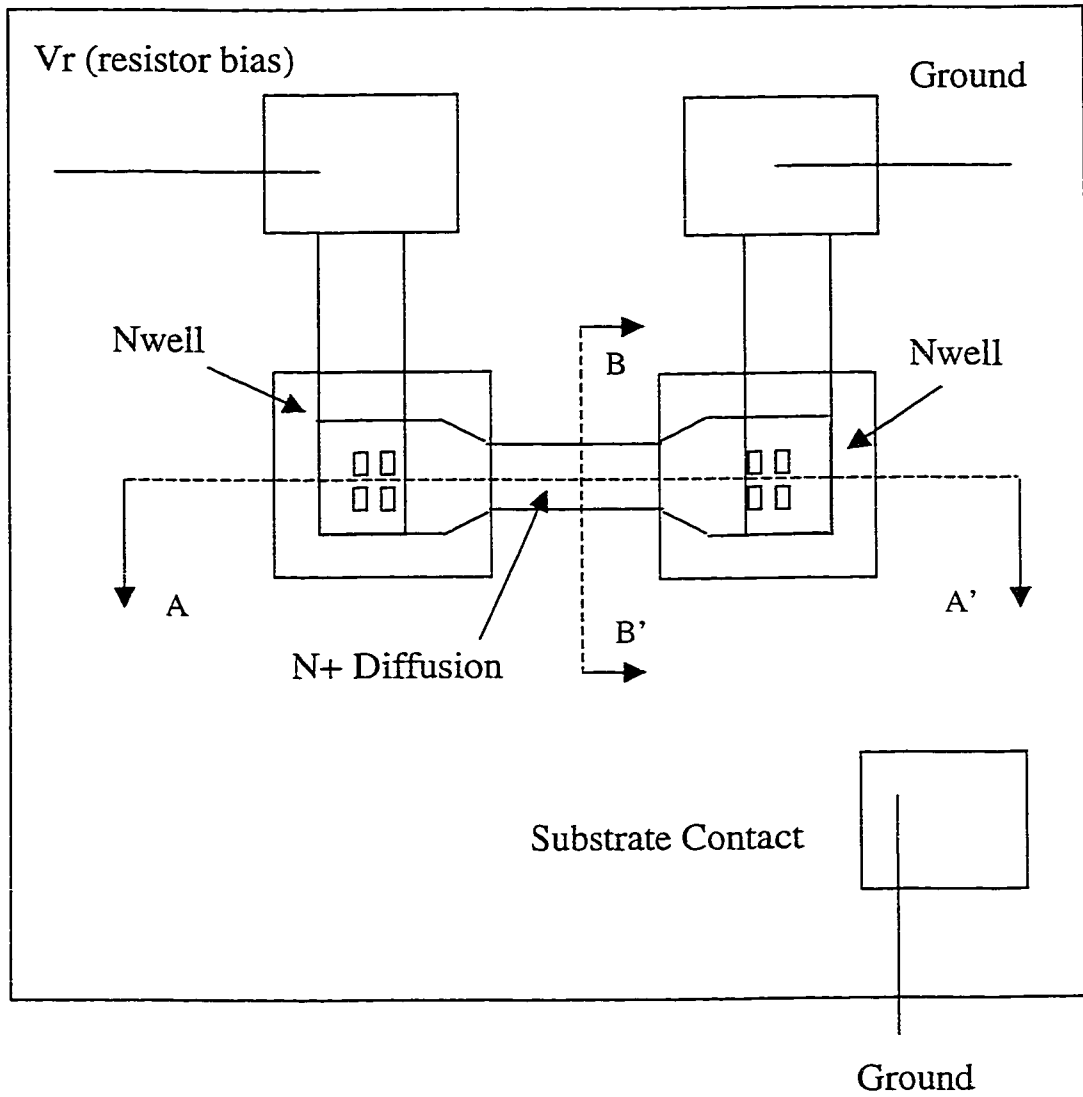 Vr (resistor bias)
Ground
Nwell
B
Nwell
A
B'
A'
N+ Diffusion
Substrate Contact
Ground